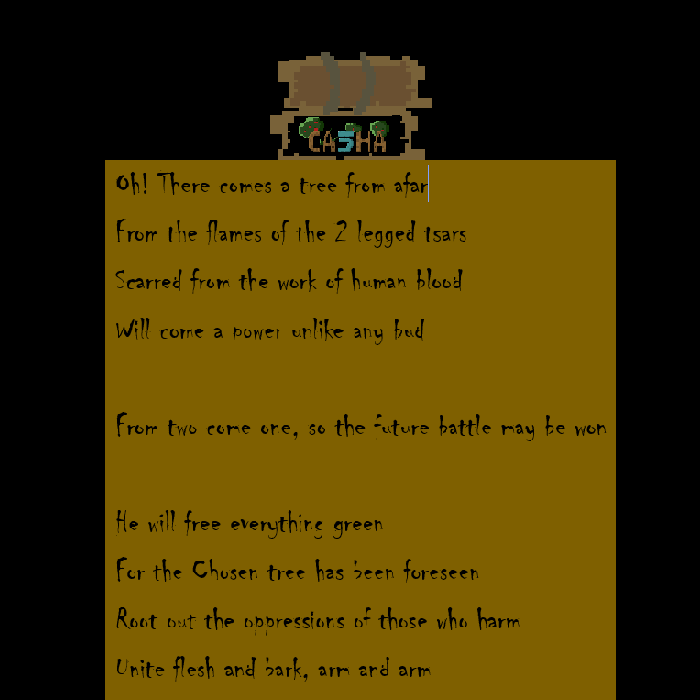 CA5HA
Oh! There comes a tree from afar
From the flames of the 2 legged tsars
Scarred from the work of human blood
Will come a power unlike any bud
From two come one, so the future battle may be won
He will free everything green
For the Chosen tree has been foreseen
Root out the oppressions of those who harm
Unite flesh and bark, arm and arm